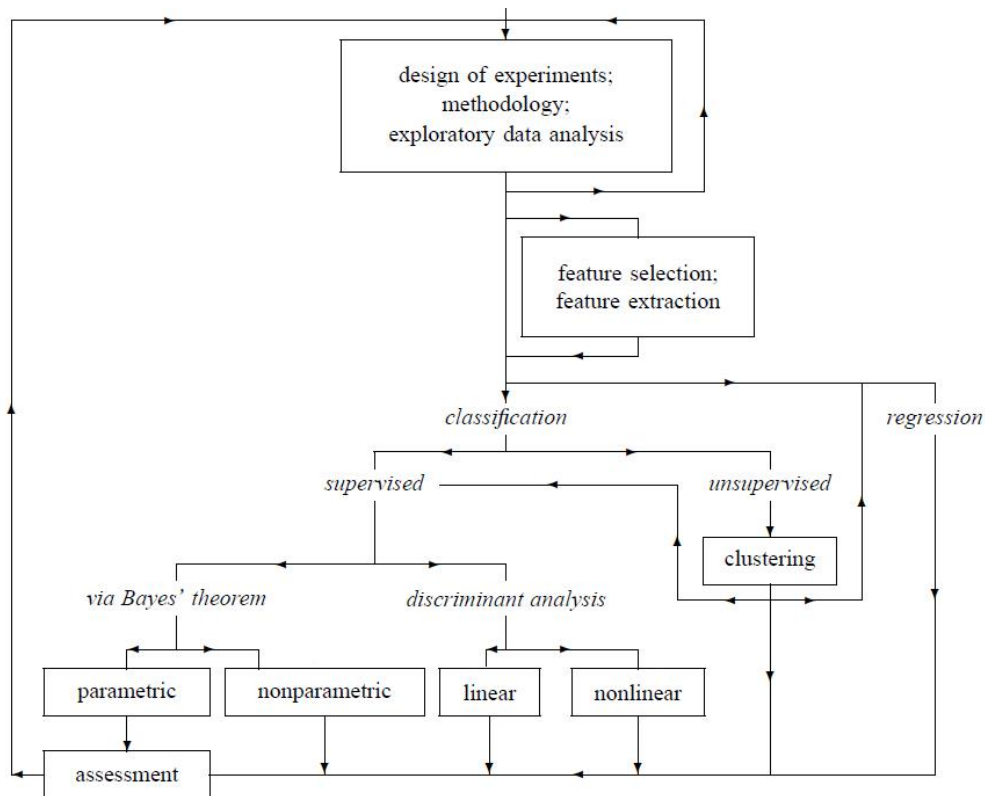 design of experiments;
methodology;
exploratory data analysis
feature selection;
feature extraction
classification
regression
supervised
unsupervised
clustering
via Bayes’ theorem
discriminant analysis
parametric
nonparametric
linear
nonlinear
assessment